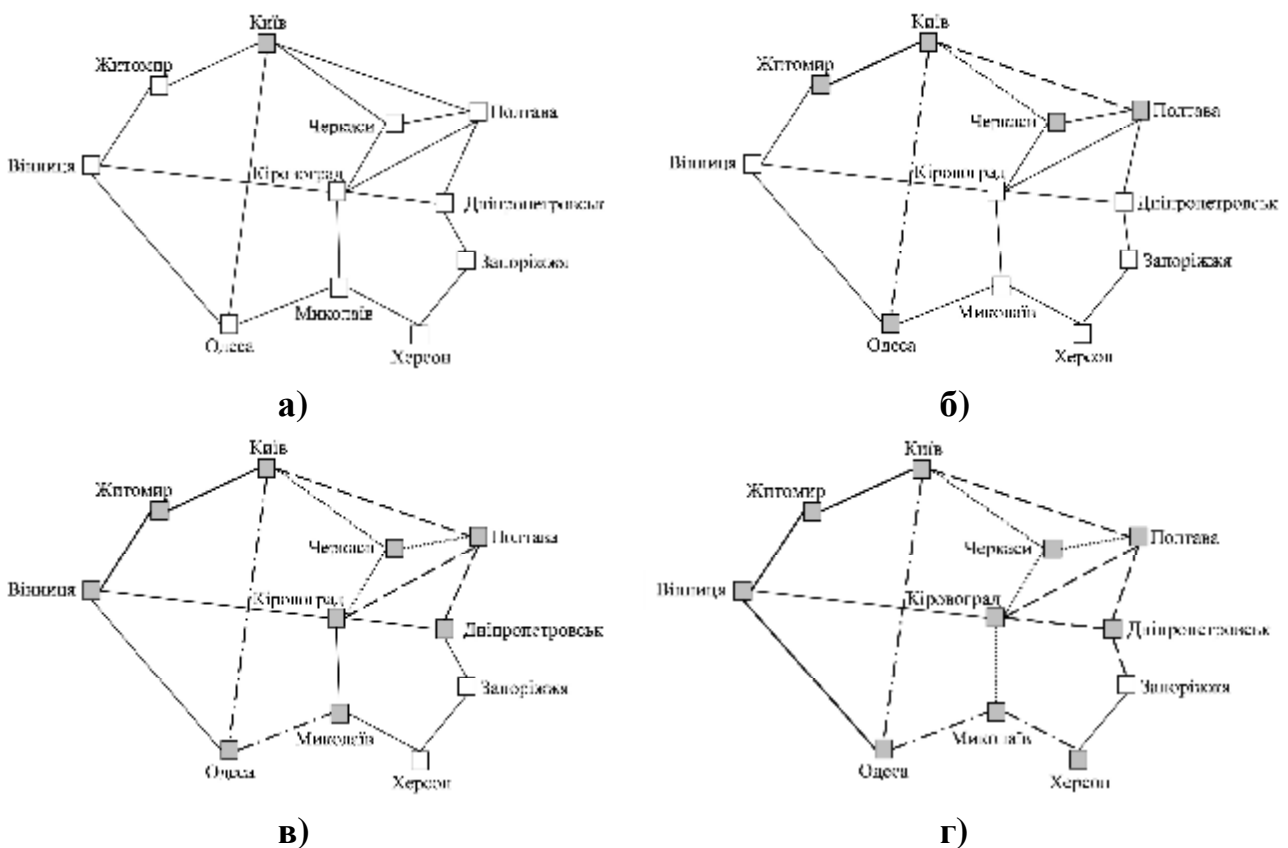 Київ
Житомир
Черкаси
Полтава
Вінниця
Кіровоград
Дніпропетровськ
Запоріжжя
Миколаїв
Одеса
Херсон
а)
Київ
Житомир
Черкаси
Полтава
Вінниця
Кіровоград
Дніпропетровськ
Запоріжжя
Миколаїв
Одеса
Херсон
б)
Київ
Житомир
Черкаси
Полтава
Вінниця
Кіровоград
Дніпропетровськ
Запоріжжя
Миколаїв
Одеса
Херсон
в)
Київ
Житомир
Черкаси
Полтава
Вінниця
Кіровоград
Дніпропетровськ
Запоріжжя
Миколаїв
Одеса
Херсон
г)